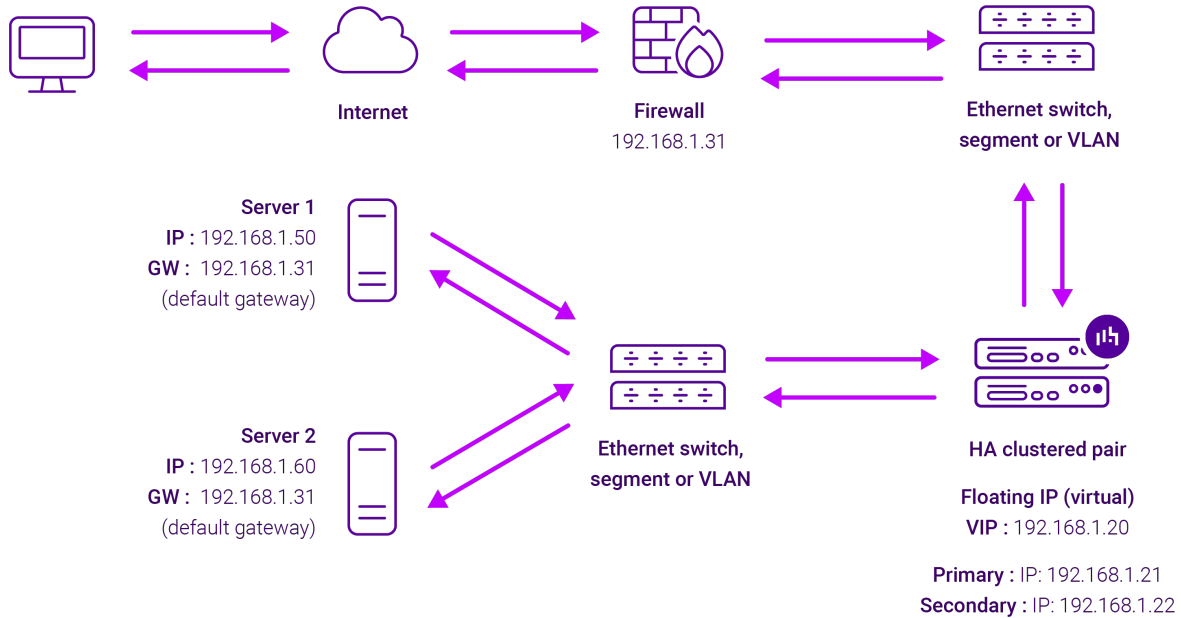 Internet
Firewall
192.168.1.31
Ethernet switch,
segment or VLAN
Server 1
IP : 192.168.1.50
GW : 192.168.1.31
(default gateway)
Server 2
IP : 192.168.1.60
GW : 192.168.1.31
(default gateway)
Ethernet switch,
segment or VLAN
HA clustered pair
Floating IP (virtual)
VIP : 192.168.1.20
Primary : IP: 192.168.1.21
Secondary : IP: 192.168.1.22